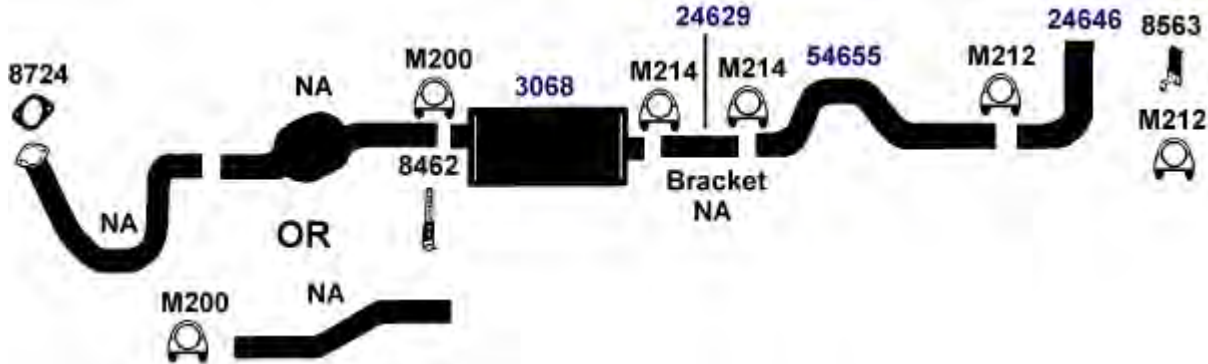 24629
24646 8563
8724
NA
M200
3068
M214 M214
54655
M212
M212
8462
Bracket
NA
NA
OR
M200
NA